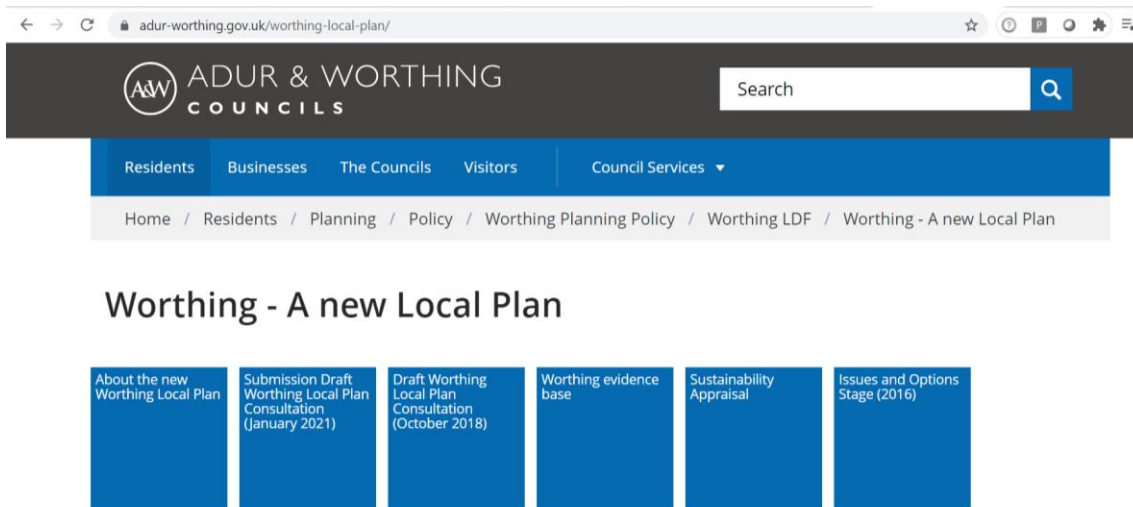 adur-worthing.gov.uk/worthing-local-plan/
A&W
ADUR & WORTHING
COUNCILS
Search
Residents Businesses The Councils Visitors Council Services
Home / Residents / Planning / Policy / Worthing Planning Policy / Worthing LDF / Worthing - A new Local Plan
Worthing - A new Local Plan
About the new
Worthing Local Plan
Submission Draft
Worthing Local Plan
Consultation
(January 2021)
Draft Worthing
Local Plan
Consultation
(October 2018)
Worthing evidence
base
Sustainability
Appraisal
Issues and Options
Stage (2016)